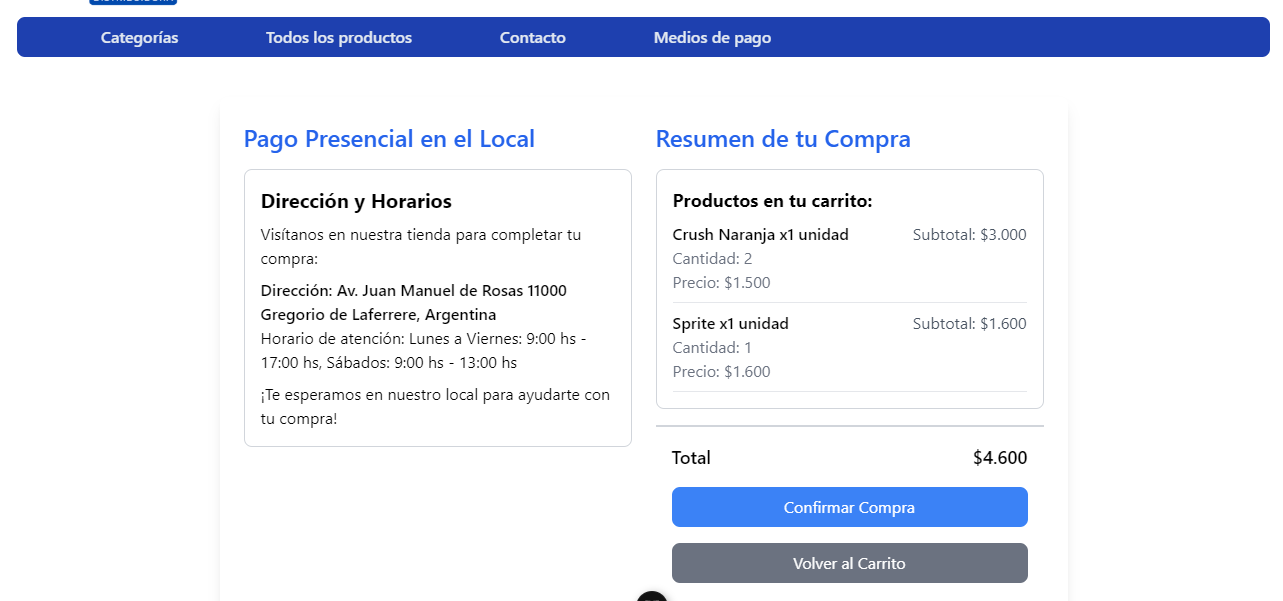 Categorías Todos los productos Contacto Medios de pago
Pago Presencial en el Local
Dirección y Horarios
Visítanos en nuestra tienda para completar tu
compra:
Dirección: Av. Juan Manuel de Rosas 11000
Gregorio de Laferrere, Argentina
Horario de atención: Lunes a Viernes: 9:00 hs -
17:00 hs, Sábados: 9:00 hs - 13:00 hs
¡Te esperamos en nuestro local para ayudarte con
tu compra!
Resumen de tu Compra
Productos en tu carrito:
Crush Naranja x1 unidad Subtotal: $3.000
Cantidad: 2
Precio: $1.500
Sprite x1 unidad Subtotal: $1.600
Cantidad: 1
Precio: $1.600
Total $4.600
Confirmar Compra
Volver al Carrito